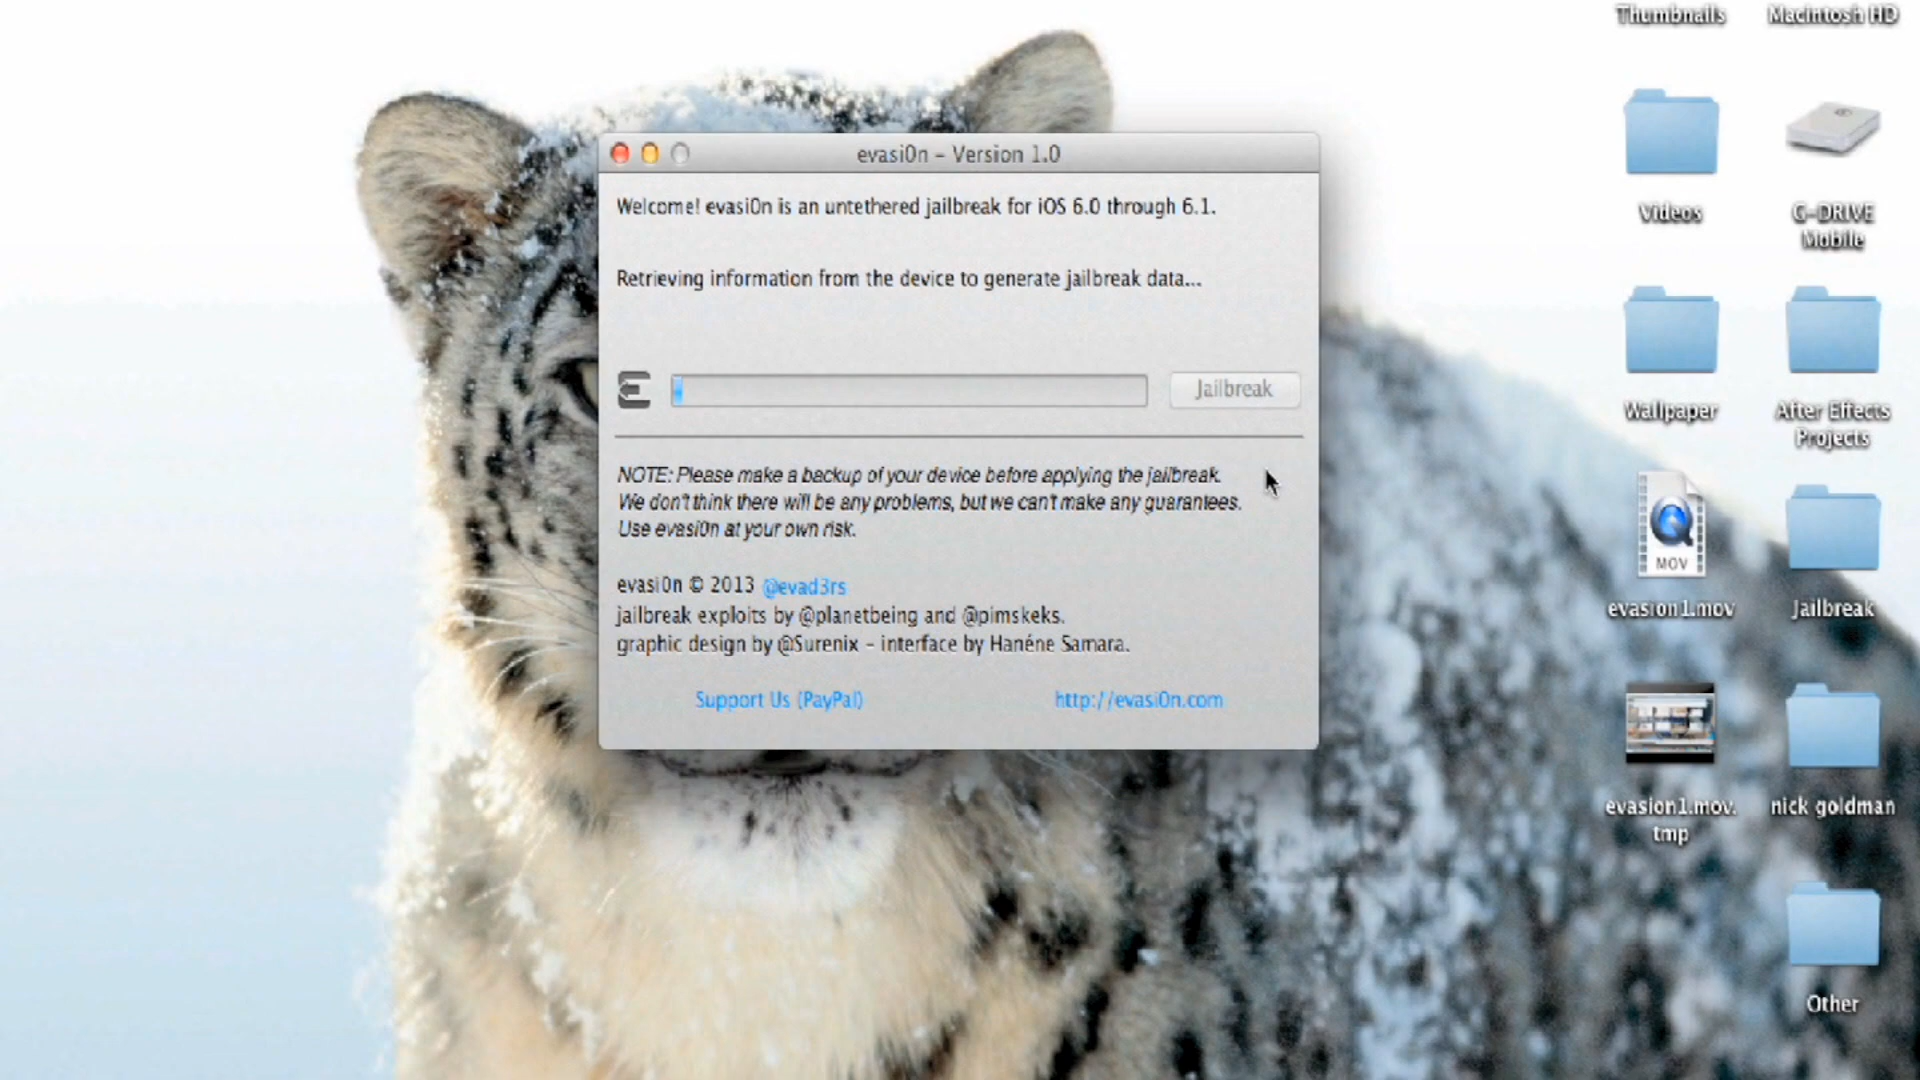 Thumbnails
Macintosh HD
evasi0n – Version 1.0
Welcome! evasi0n is an untethered jailbreak for iOS 6.0 through 6.1.
Retrieving information from the device to generate jailbreak data...
Jailbreak
NOTE: Please make a backup of your device before applying the jailbreak.
We don't think there will be any problems, but we can't make any guarantees.
Use evasi0n at your own risk.
evasi0n © 2013 @evad3rs
jailbreak exploits by @planetbeing and @pimskeks.
graphic design by @Surenix – interface by Hanéne Samara.
Support Us (PayPal)
http://evasi0n.com
Videos
G-DRIVE
Mobile
Wallpaper
After Effects
Projects
MOV
evasion1.mov
Jailbreak
evasion1.mov.
tmp
nick goldman
Other